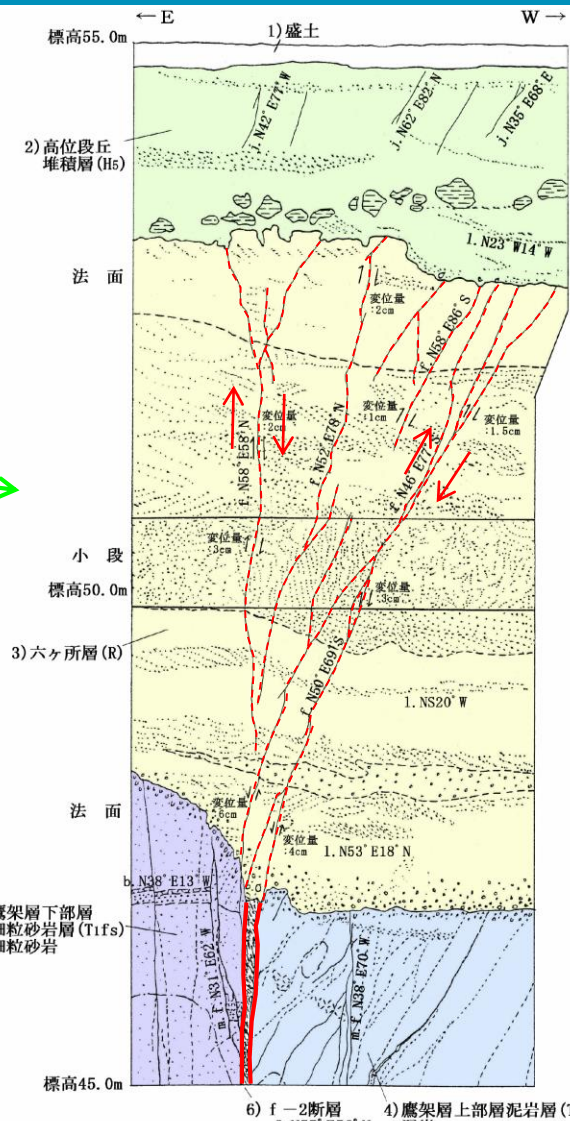 ← E
W →
標高55.0m
1)盛土
j.N42°E77°W
j.N62°E82°N
j.N35°E68°E
2)高位段丘
堆積層(H5)
l.N23°W14°W
法 面
変位量
:2cm
f.N58°E86°S
変位量
:2cm
変位量
:1cm
変位量
:1.5cm
f.N58°E58°N
f.N52°E78°N
f.N46°E77°S
変位量
:3cm
小 段
標高50.0m
変位量
:3cm
3)六ヶ所層(R)
f.N50°E691S
l.NS20°W
法 面
変位量
:6cm
変位量
:4cm
l.N53°E18°N
b.N38°E13°W
鷹架層下部層
細粒砂岩層(T1fs)
細粒砂岩
m.f.N31°E62°W
m.f.N38°E70°W
標高45.0m
6) f-2断層
4)鷹架層上部層泥岩層(T